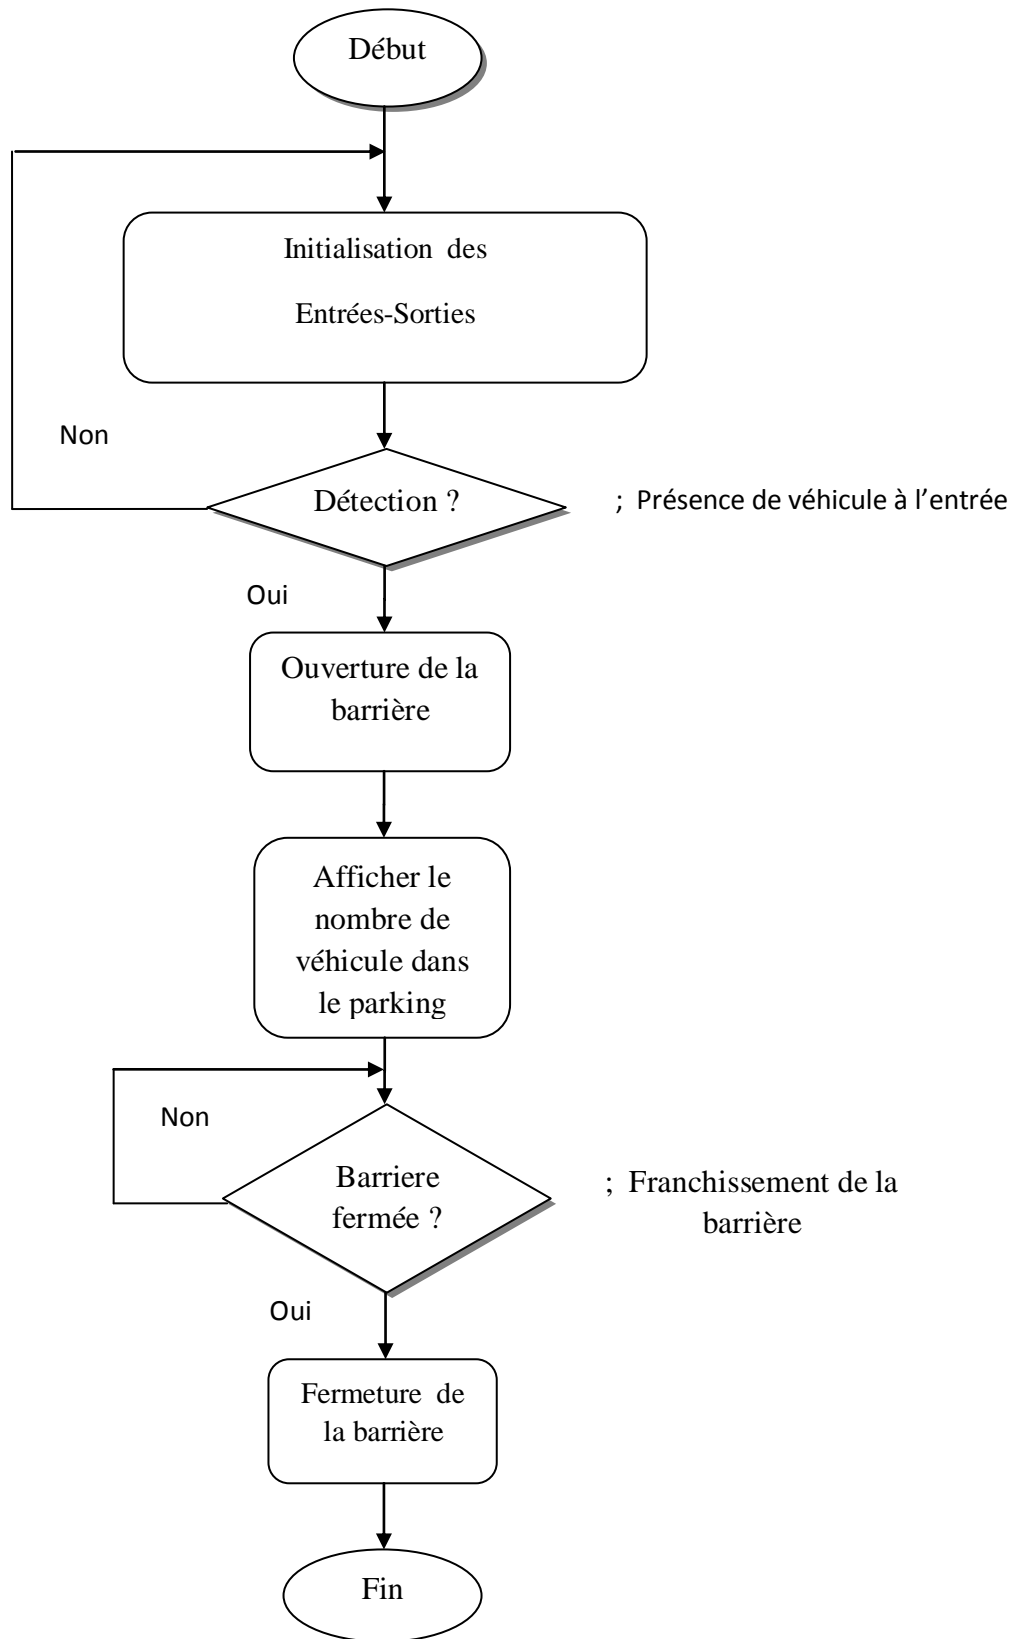 Début
Initialisation des
Entrées-Sorties
Non
Détection ?
; Présence de véhicule à l'entrée
Oui
Ouverture de la
barrière
Afficher le
nombre de
véhicule dans
le parking
Non
Barriere
fermée ?
; Franchissement de la
barrière
Oui
Fermeture de
la barrière
Fin